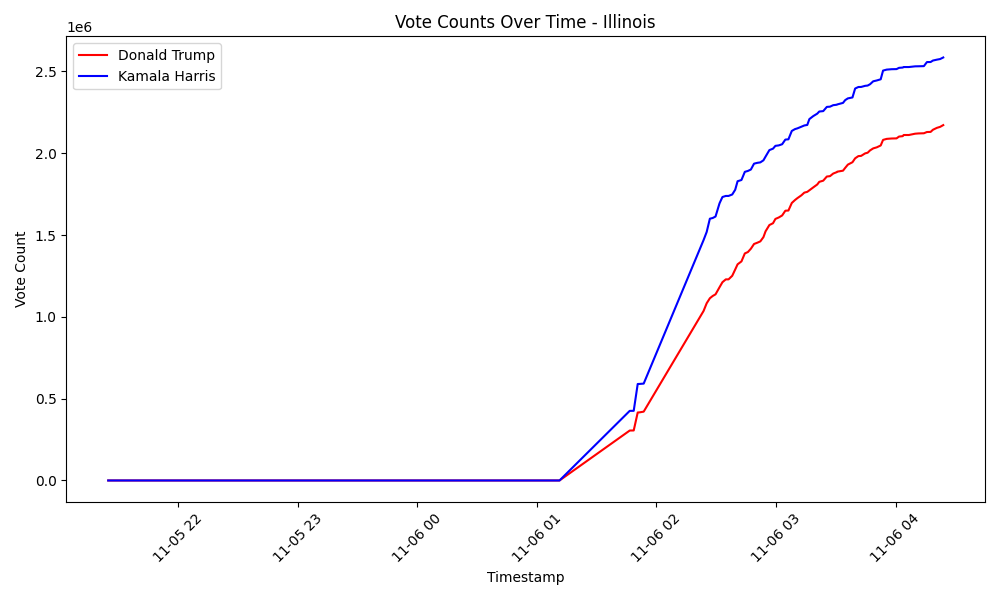 Vote Counts Over Time - Illinois
1e6
Donald Trump
Kamala Harris
2.5
2.0
1.5
1.0
0.5
0.0
Vote Count
11-05 22
11-05 23
11-06 00
11-06 01
11-06 02
11-06 03
11-06 04
Timestamp